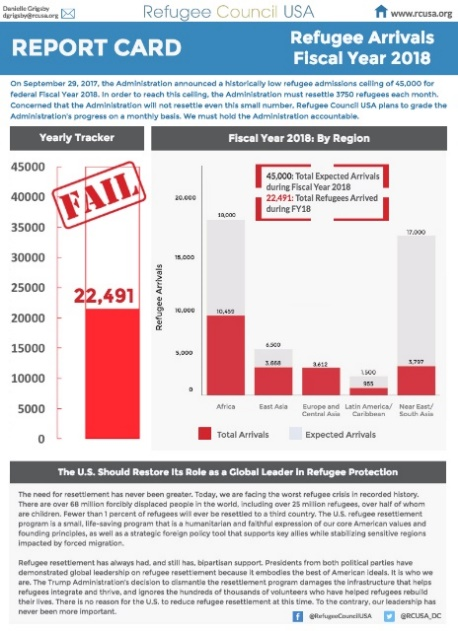 Danielle Grigsby
dgrigsby@rcusa.org
Refugee Council USA
www.rcusa.org
REPORT CARD
Refugee Arrivals
Fiscal Year 2018
On September 29, 2017, the Administration announced a historically low refugee admissions ceiling of 45,000 for
federal Fiscal Year 2018. In order to reach this ceiling, the Administration must resettle 3750 refugees each month.
Concerned that the Administration will not resettle even this small number, Refugee Council USA plans to grade the
Administration's progress on a monthly basis. We must hold the Administration accountable.
Yearly Tracker
45000
40000
35000
30000
25000
20000
15000
10000
5000
0
FAIL
22,491
Fiscal Year 2018: By Region
45,000: Total Expected Arrivals
during Fiscal Year 2018
22,491: Total Refugees Arrived
during FY18
Refugee Arrivals
20,000
15,000
10,000
5,000
0
19,000
10,459
6,500
3,668
3,612
1,500
955
17,000
3,797
Africa
East Asia
Europe and
Central Asia
Latin America/
Caribbean
Near East/
South Asia
Total Arrivals
Expected Arrivals
The U.S. Should Restore Its Role as a Global Leader in Refugee Protection
The need for resettlement has never been greater. Today, we are facing the worst refugee crisis in recorded history.
There are over 68 million forcibly displaced people in the world, including over 25 million refugees, over half of whom
are children. Fewer than 1 percent of refugees will ever be resettled to a third country. The U.S. refugee resettlement
program is a small, life-saving program that is a humanitarian and faithful expression of our core American values and
founding principles, as well as a strategic foreign policy tool that supports key allies while stabilizing sensitive regions
impacted by forced migration.
Refugee resettlement has always had, and still has, bipartisan support. Presidents from both political parties have
demonstrated global leadership on refugee resettlement because it embodies the best of American ideals. It is who we
are. The Trump Administration's decision to dismantle the resettlement program damages the infrastructure that helps
refugees integrate and thrive, and ignores the hundreds of thousands of volunteers who have helped refugees rebuild
their lives. There is no reason for the U.S. to reduce refugee resettlement at this time. To the contrary, our leadership has
never been more important.
@RefugeeCouncilUSA
@RCUSA_DC